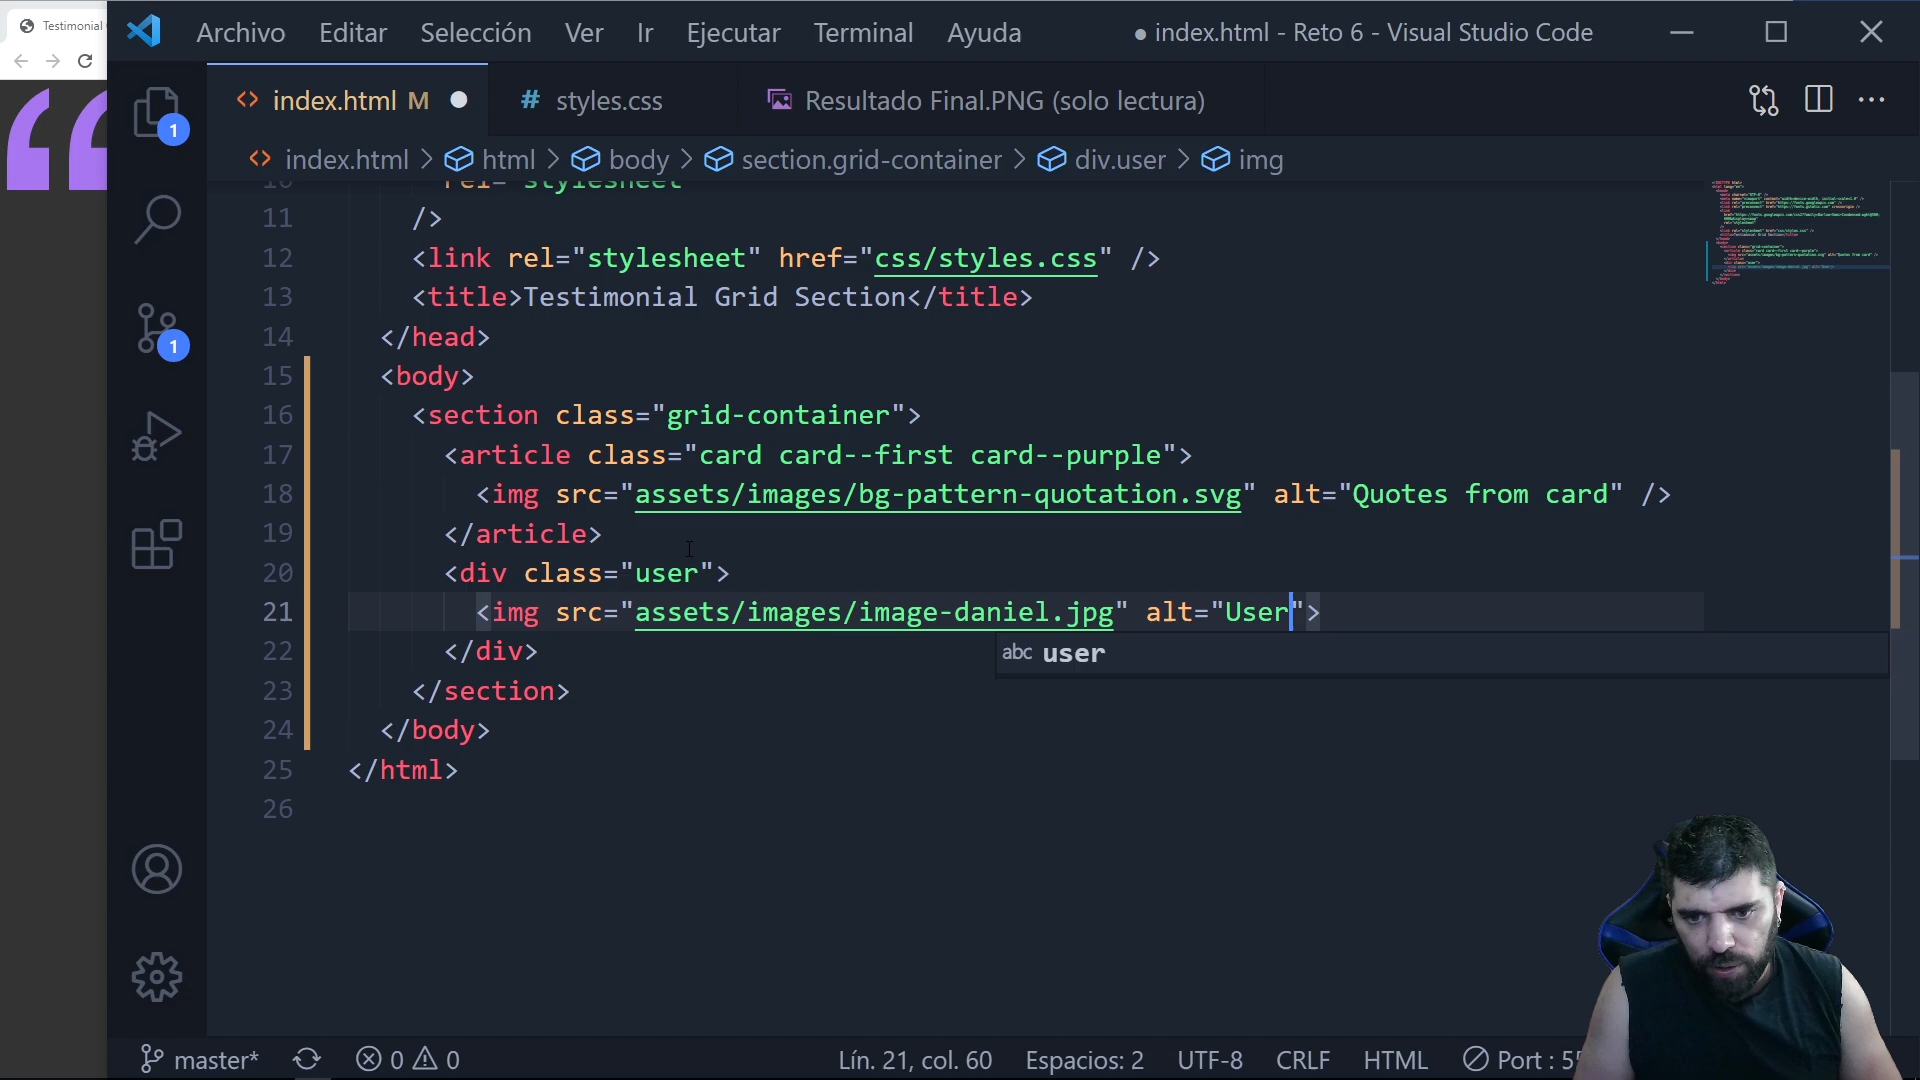 Testimonial
Archivo Editar Selección Ver Ir Ejecutar Terminal Ayuda
● index.html - Reto 6 - Visual Studio Code
index.html M
# styles.css
Resultado Final.PNG (solo lectura)
index.html > html > body > section.grid-container > div.user > img
1
1
11 />
12 <link rel="stylesheet" href="css/styles.css" />
13 <title>Testimonial Grid Section</title>
14 </head>
15 <body>
16 <section class="grid-container">
17 <article class="card card--first card--purple">
18 <img src="assets/images/bg-pattern-quotation.svg" alt="Quotes from card" />
19 </article>
20 <div class="user">
21 <img src="assets/images/image-daniel.jpg" alt="User">
abc user
22 </div>
23 </section>
24 </body>
25 </html>
26
master* 0 0 Lín. 21, col. 60 Espacios: 2 UTF-8 CRLF HTML Port :